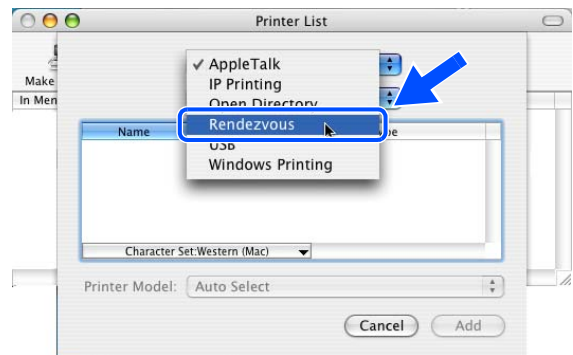 Printer List
✓ AppleTalk
IP Printing
Open Directory
Rendezvous
USB
Windows Printing
Make
In Men
Name
Character Set:Western (Mac)
Printer Model: Auto Select
Cancel Add